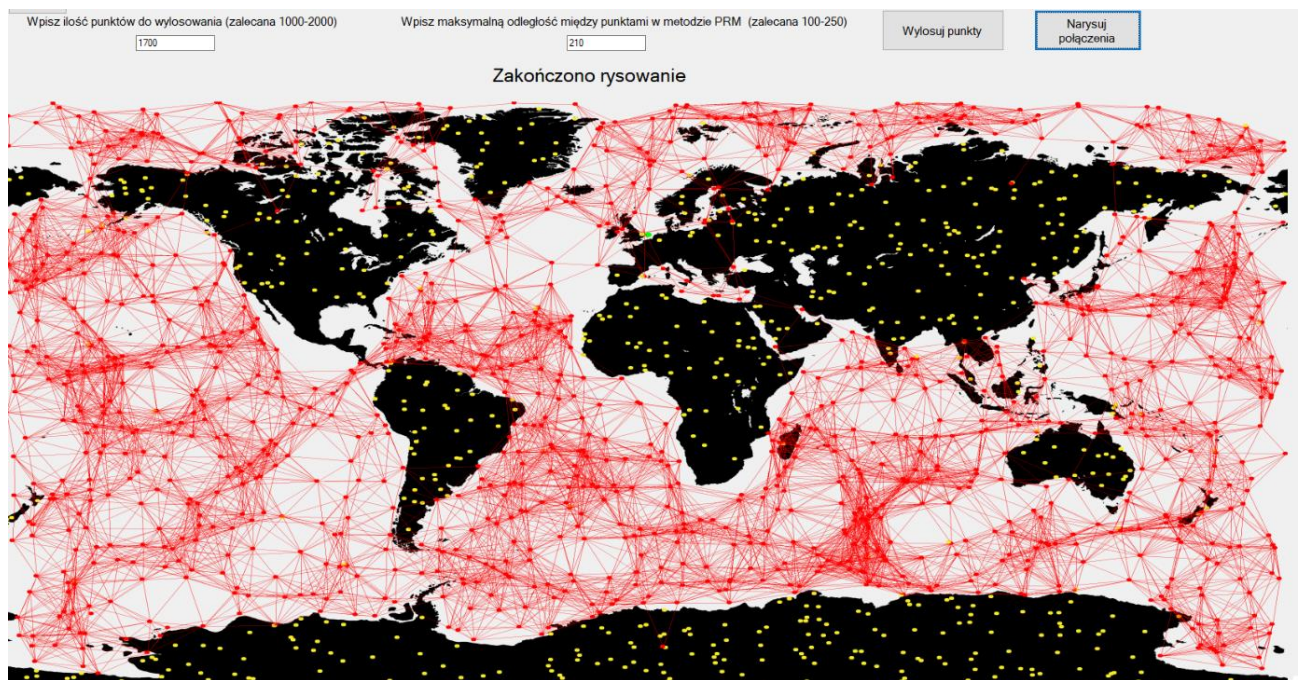 Wpisz ilość punktów do wylosowania (zalecana 1000-2000)
1700
Wpisz maksymalną odległość między punktami w metodzie PRM (zalecana 100-250)
210
Wylosuj punkty
Narysuj
połączenia
Zakończono rysowanie